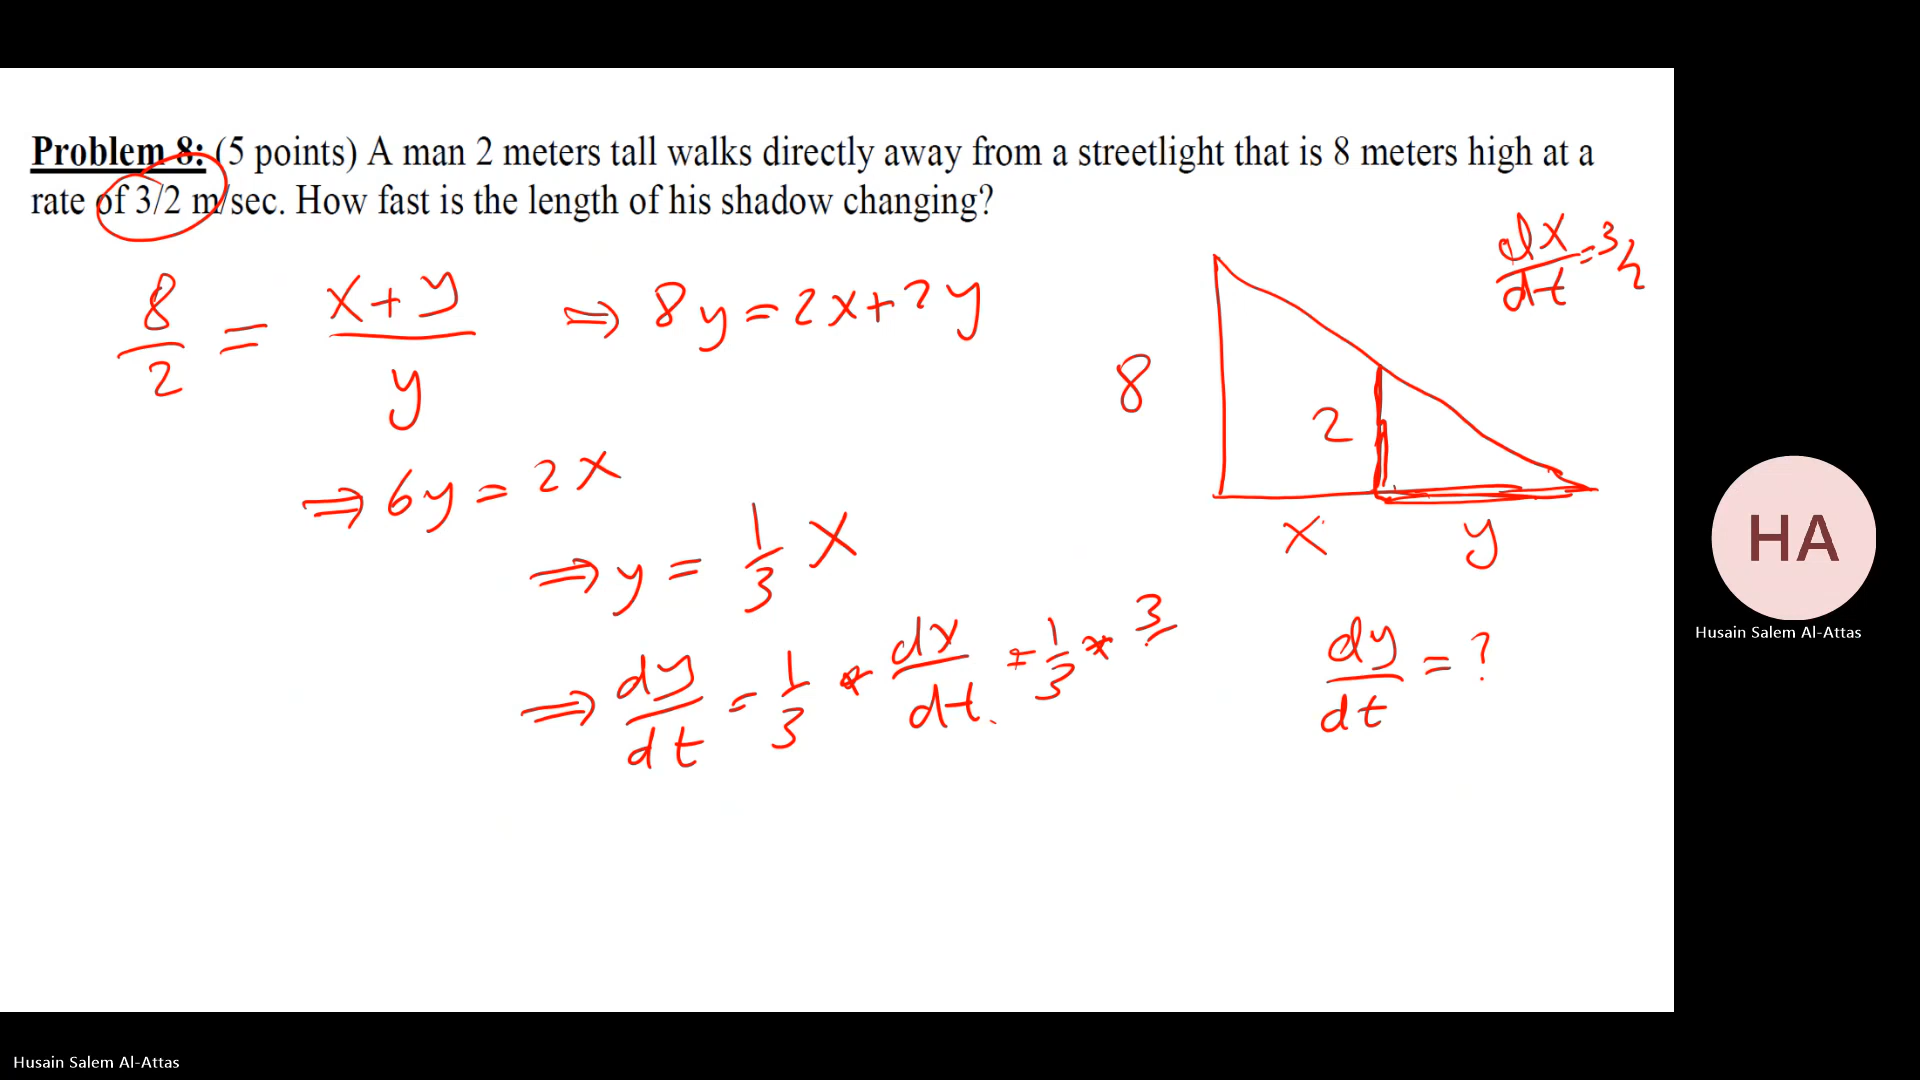 Problem 8: (5 points) A man 2 meters tall walks directly away from a streetlight that is 8 meters high at a
rate of 3/2 m/sec. How fast is the length of his shadow changing?
dx/dt = 3/2
8/2 = x+y/y ⇒ 8y = 2x+2y
8
2
⇒ 6y = 2x
x y
⇒ y = 1/3 x
⇒ dy/dt = 1/3 * dx/dt = 1/3 * 3
dy/dt = ?
HA
Husain Salem Al-Attas
Husain Salem Al-Attas